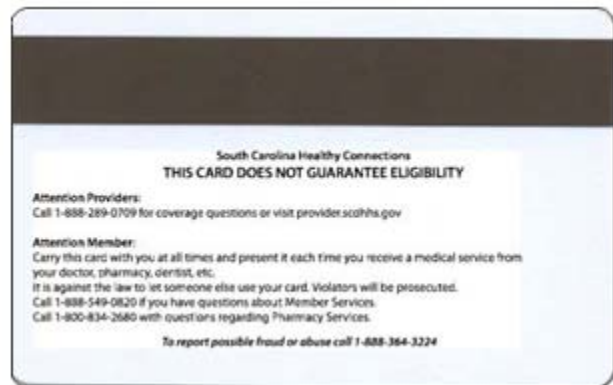 South Carolina Healthy Connections
THIS CARD DOES NOT GUARANTEE ELIGIBILITY
Attention Providers:
Call 1-888-289-0709 for coverage questions or visit provider.scdhhs.gov
Attention Member:
Carry this card with you at all times and present it each time you receive a medical service from
your doctor, pharmacy, dentist, etc.
It is against the law to let someone else use your card. Violators will be prosecuted.
Call 1-888-549-0820 if you have questions about Member Services.
Call 1-800-834-2680 with questions regarding Pharmacy Services.
To report possible fraud or abuse call 1-888-364-3224